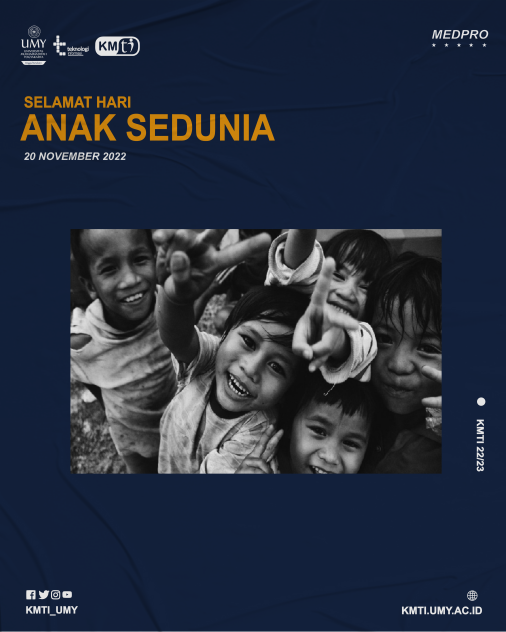 UMY
teknologi
informasi
KMTI
MEDPRO
SELAMAT HARI
ANAK SEDUNIA
20 NOVEMBER 2022
KMTI 22/23
KMTI_UMY
KMTI.UMY.AC.ID